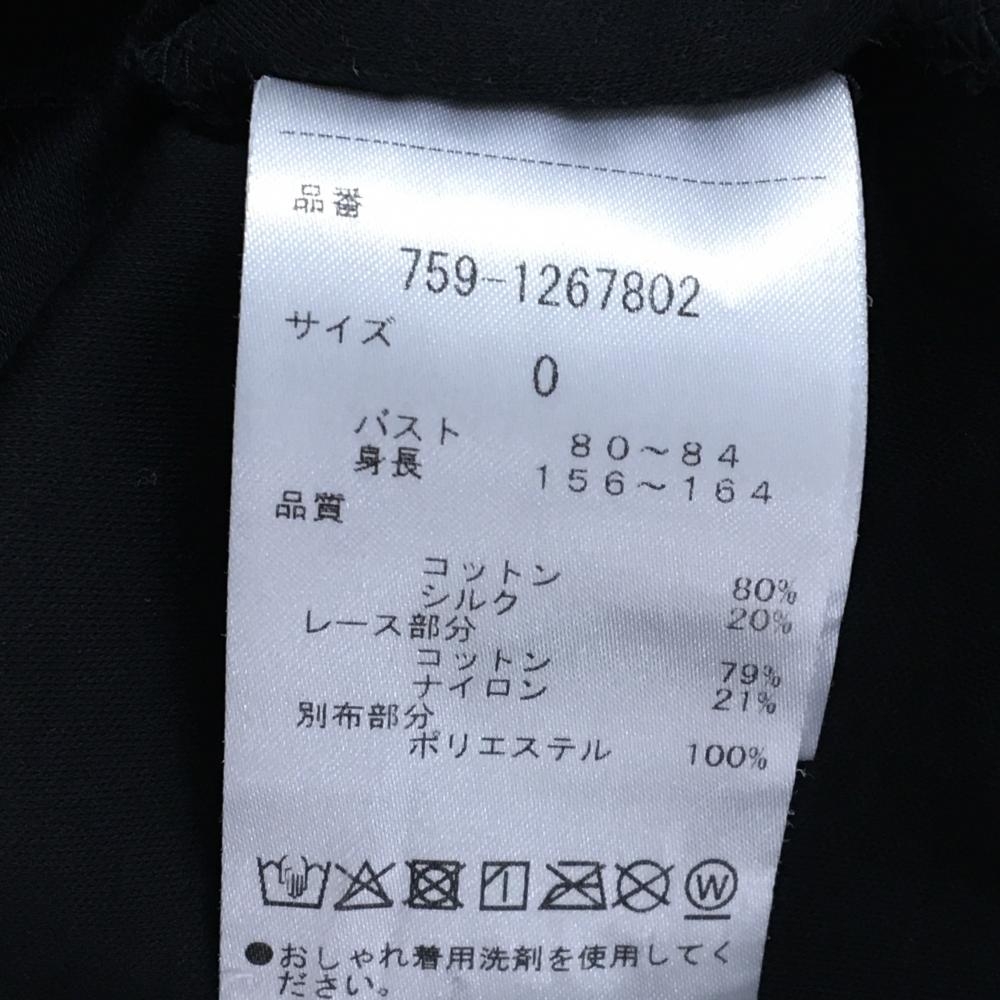 品番
759-1267802
サイズ
0
バスト 80～84
身長 156～164
品質
コットン 80%
シルク 20%
レース部分
コットン 79%
ナイロン 21%
別布部分
ポリエステル 100%
W
●おしゃれ着用洗剤を使用してく
ださい。